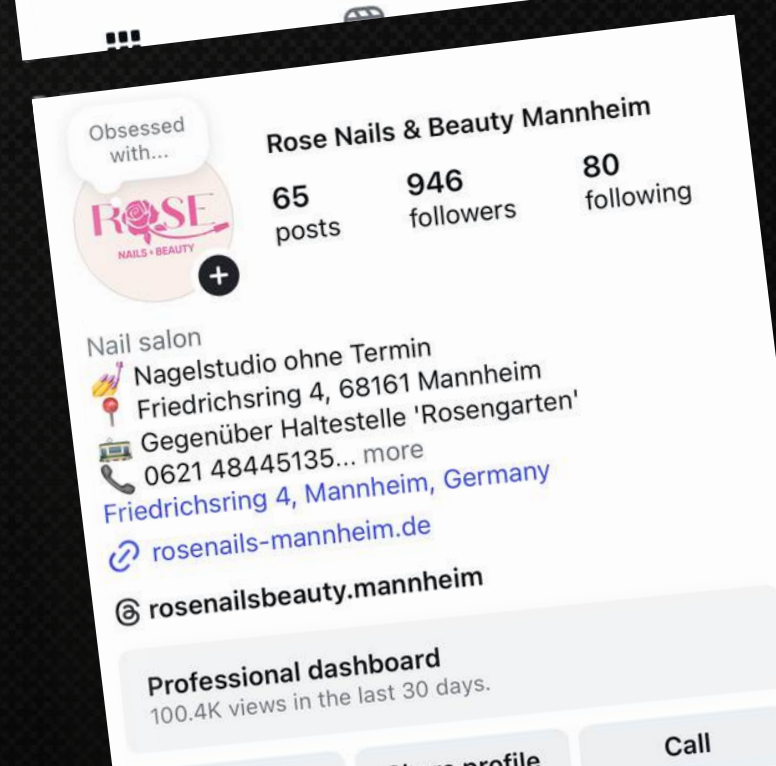 Obsessed
with...
Rose Nails & Beauty Mannheim
65
posts
946
followers
80
following
ROSE
NAILS & BEAUTY
Nail salon
💅 Nagelstudio ohne Termin
📍 Friedrichsring 4, 68161 Mannheim
🚋 Gegenüber Haltestelle 'Rosengarten'
📞 0621 48445135... more
Friedrichsring 4, Mannheim, Germany
rosenails-mannheim.de
rosenailsbeauty.mannheim
Professional dashboard
100.4K views in the last 30 days.
profile
Call